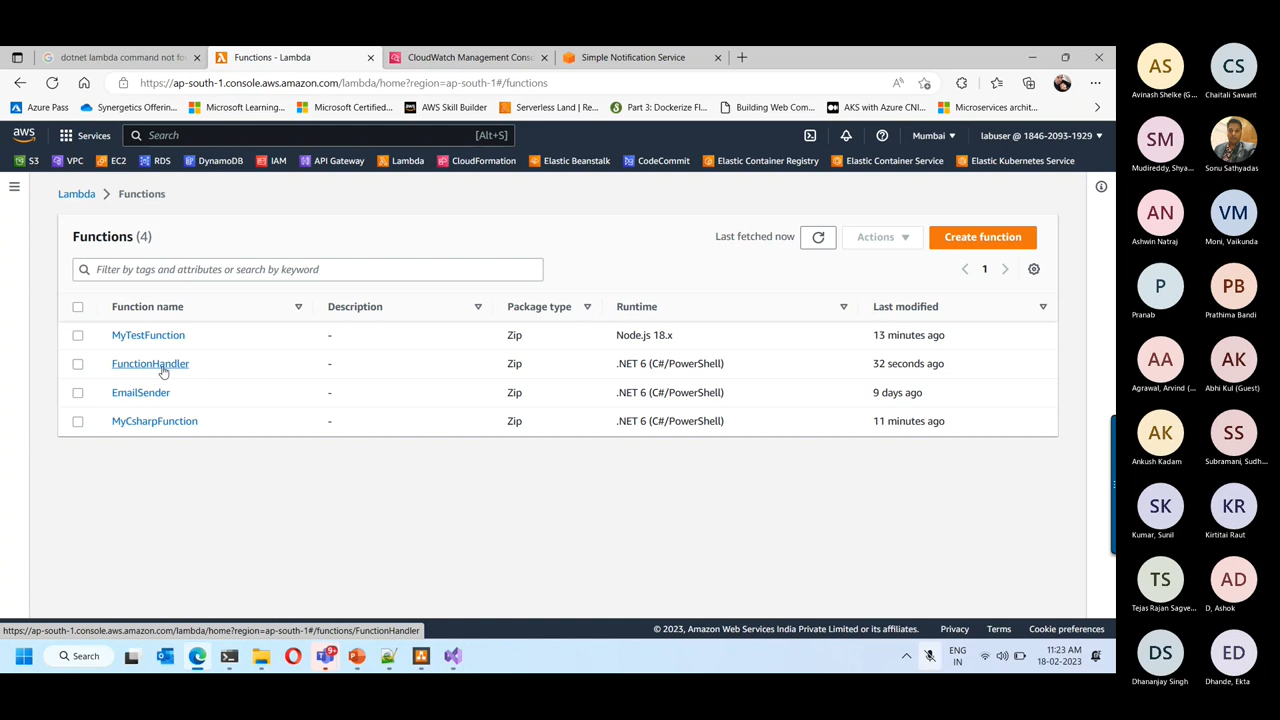 dotnet lambda command not fo
Functions - Lambda
CloudWatch Management Cons
Simple Notification Service
https://ap-south-1.console.aws.amazon.com/lambda/home?region=ap-south-1#/functions
Azure Pass
Synergetics Offering...
Microsoft Learning...
Microsoft Certified...
AWS Skill Builder
Serverless Land | Re...
Part 3: Dockerize Fl...
Building Web Com...
AKS with Azure CNI...
Microservices archit...
aws
Services
Search
[Alt+S]
Mumbai
labuser @ 1846-2093-1929
S3
VPC
EC2
RDS
DynamoDB
IAM
API Gateway
Lambda
CloudFormation
Elastic Beanstalk
CodeCommit
Elastic Container Registry
Elastic Container Service
Elastic Kubernetes Service
Lambda > Functions
Functions (4)
Last fetched now
Actions
Create function
Filter by tags and attributes or search by keyword
1
Function name Description Package type Runtime Last modified
MyTestFunction - Zip Node.js 18.x 13 minutes ago
FunctionHandler - Zip .NET 6 (C#/PowerShell) 32 seconds ago
EmailSender - Zip .NET 6 (C#/PowerShell) 9 days ago
MyCsharpFunction - Zip .NET 6 (C#/PowerShell) 11 minutes ago
https://ap-south-1.console.aws.amazon.com/lambda/home?region=ap-south-1#/functions/FunctionHandler
© 2023, Amazon Web Services India Private Limited or its affiliates.
Privacy
Terms
Cookie preferences
Search
9+
ENG
IN
11:23 AM
18-02-2023
AS
Avinash Shelke (G...
CS
Chaitali Sawant
SM
Mudireddy, Shya...
Sonu Sathyadas
AN
Ashwin Natraj
VM
Moni, Vaikunda
P
Pranab
PB
Prathima Bandi
AA
Agrawal, Arvind (...
AK
Abhi Kul (Guest)
AK
Ankush Kadam
SS
Subramani, Sudh...
SK
Kumar, Sunil
KR
Kirtitai Raut
TS
Tejas Rajan Sagve...
AD
D, Ashok
DS
Dhananjay Singh
ED
Dhande, Ekta